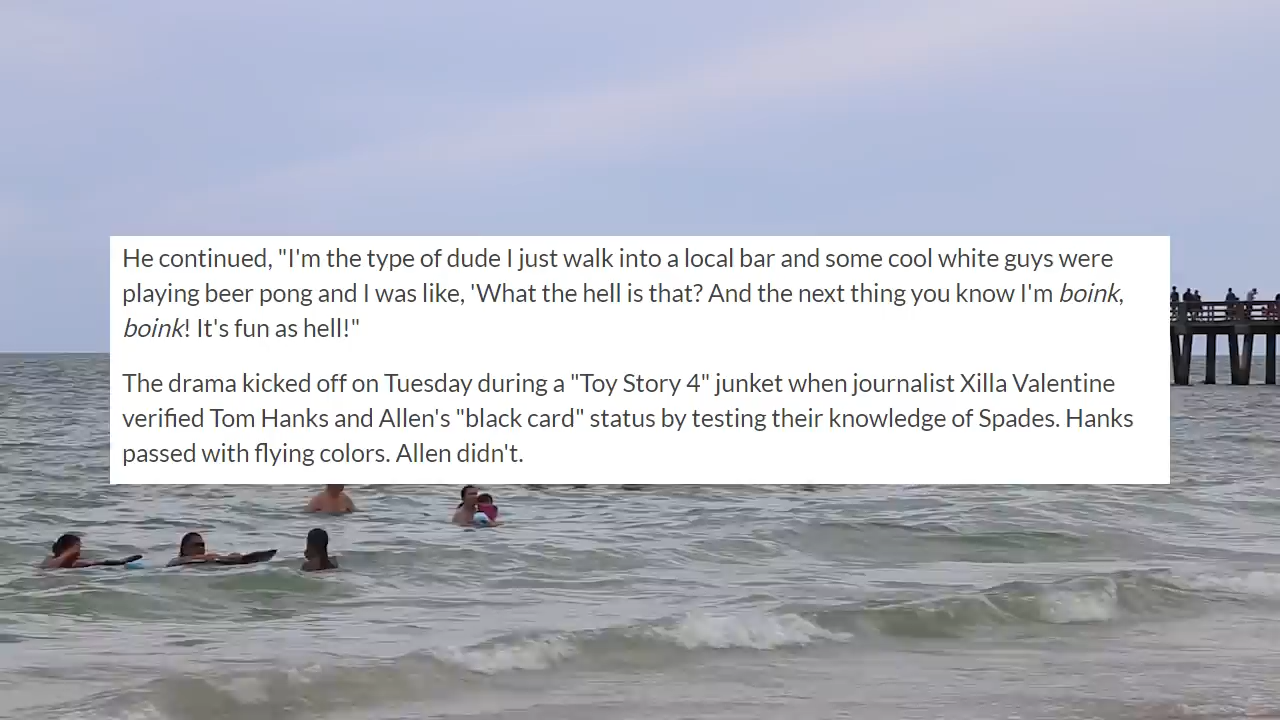 He continued, "I'm the type of dude I just walk into a local bar and some cool white guys were
playing beer pong and I was like, 'What the hell is that? And the next thing you know I'm boink,
boink! It's fun as hell!"
The drama kicked off on Tuesday during a "Toy Story 4" junket when journalist Xilla Valentine
verified Tom Hanks and Allen's "black card" status by testing their knowledge of Spades. Hanks
passed with flying colors. Allen didn't.